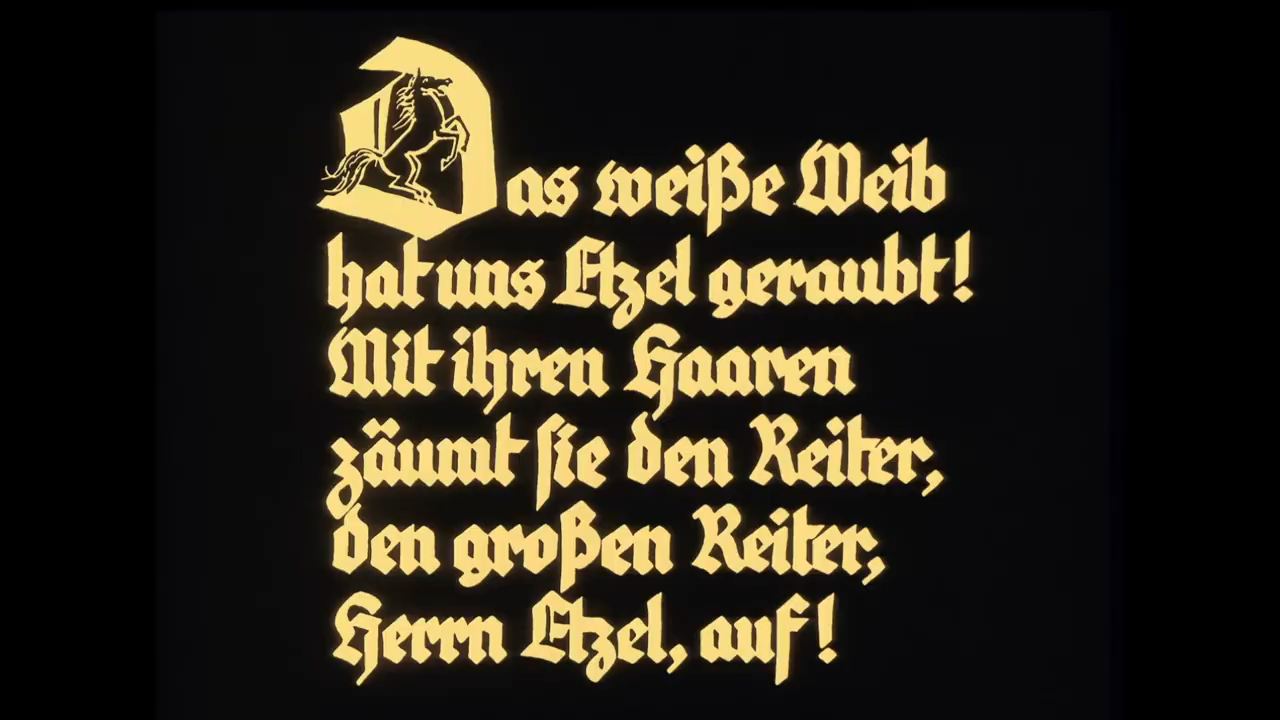 Das weiße Weib
hat uns Etzel geraubt!
Mit ihren Haaren
zäumt sie den Reiter,
den großen Reiter,
Herrn Etzel, auf!